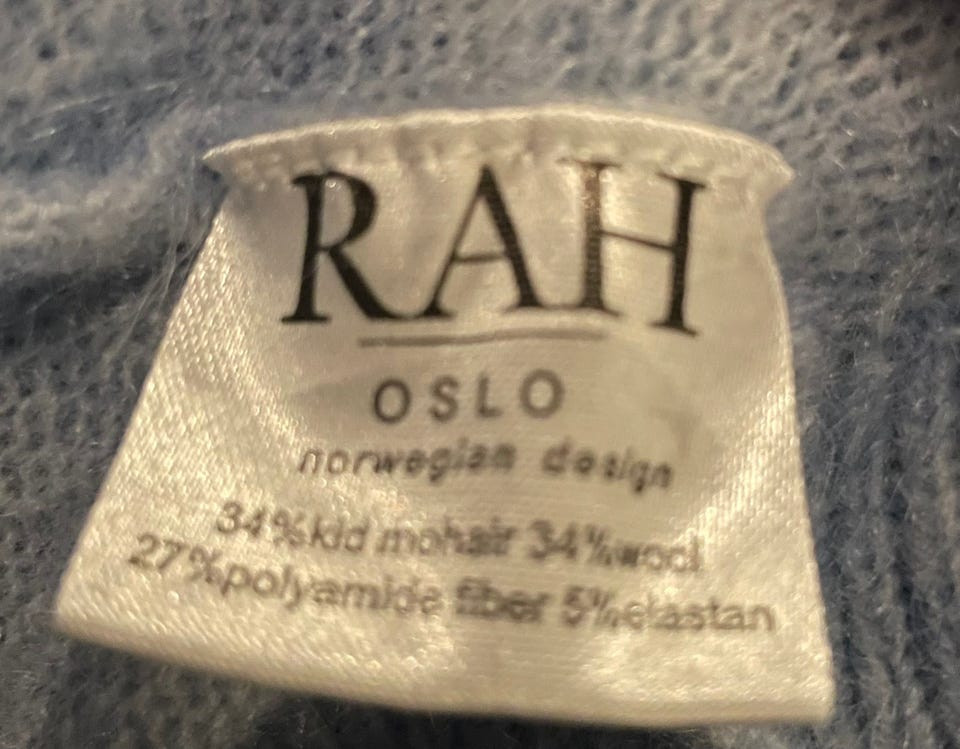 RAH
OSLO
norwegian design
34%kid mohair 34%wool
27%polyamide fiber 5%elastan